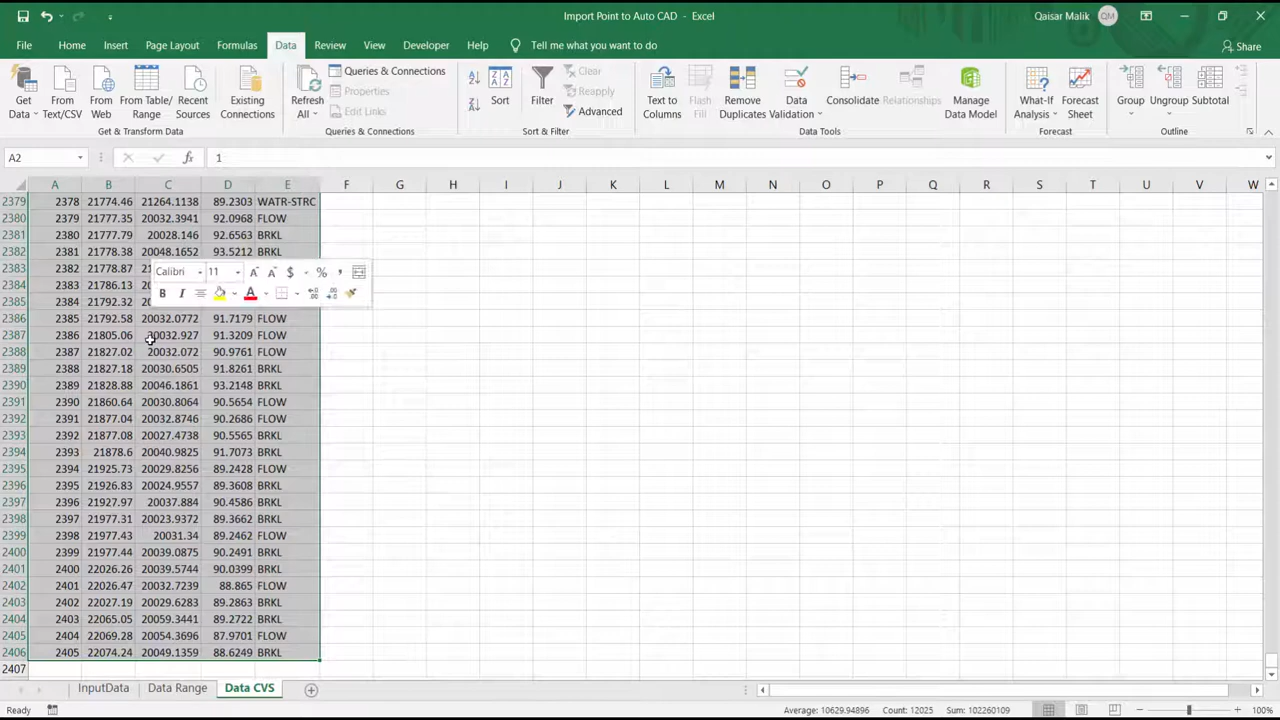 Import Point to Auto CAD - Excel
Qaisar Malik
QM
File Home Insert Page Layout Formulas Data Review View Developer Help Tell me what you want to do
Share
Get Data
From Text/CSV
From Web
From Table/ Range
Recent Sources
Existing Connections
Refresh All
Queries & Connections
Properties
Edit Links
Sort
Filter
Clear
Reapply
Advanced
Text to Columns
Flash Fill
Remove Duplicates
Data Validation
Consolidate
Relationships
Manage Data Model
What-If Analysis
Forecast Sheet
Group
Ungroup
Subtotal
Get & Transform Data
Queries & Connections
Sort & Filter
Data Tools
Forecast
Outline
A2 fx 1
A B C D E F G H I J K L M N O P Q R S T U V W
2379 2378 21774.46 21264.1138 89.2303 WATR-STRC
2380 2379 21777.35 20032.3941 92.0968 FLOW
2381 2380 21777.79 20028.146 92.6563 BRKL
2382 2381 21778.38 20048.1652 93.5212 BRKL
2383 2382 21778.87
2384 2383 21786.13
2385 2384 21792.32
Calibri 11 $ % ,
B I A
2386 2385 21792.58 20032.0772 91.7179 FLOW
2387 2386 21805.06 20032.927 91.3209 FLOW
2388 2387 21827.02 20032.072 90.9761 FLOW
2389 2388 21827.18 20030.6505 91.8261 BRKL
2390 2389 21828.88 20046.1861 93.2148 BRKL
2391 2390 21860.64 20030.8064 90.5654 FLOW
2392 2391 21877.04 20032.8746 90.2686 FLOW
2393 2392 21877.08 20027.4738 90.5565 BRKL
2394 2393 21878.6 20040.9825 91.7073 BRKL
2395 2394 21925.73 20029.8256 89.2428 FLOW
2396 2395 21926.83 20024.9557 89.3608 BRKL
2397 2396 21927.97 20037.884 90.4586 BRKL
2398 2397 21977.31 20023.9372 89.3662 BRKL
2399 2398 21977.43 20031.34 89.2462 FLOW
2400 2399 21977.44 20039.0875 90.2491 BRKL
2401 2400 22026.26 20039.5744 90.0399 BRKL
2402 2401 22026.47 20032.7239 88.865 FLOW
2403 2402 22027.19 20029.6283 89.2863 BRKL
2404 2403 22065.05 20059.3441 89.2722 BRKL
2405 2404 22069.28 20054.3696 87.9701 FLOW
2406 2405 22074.24 20049.1359 88.6249 BRKL
2407
InputData Data Range Data CVS
Ready
Average: 10629.94896 Count: 12025 Sum: 102260109
100%